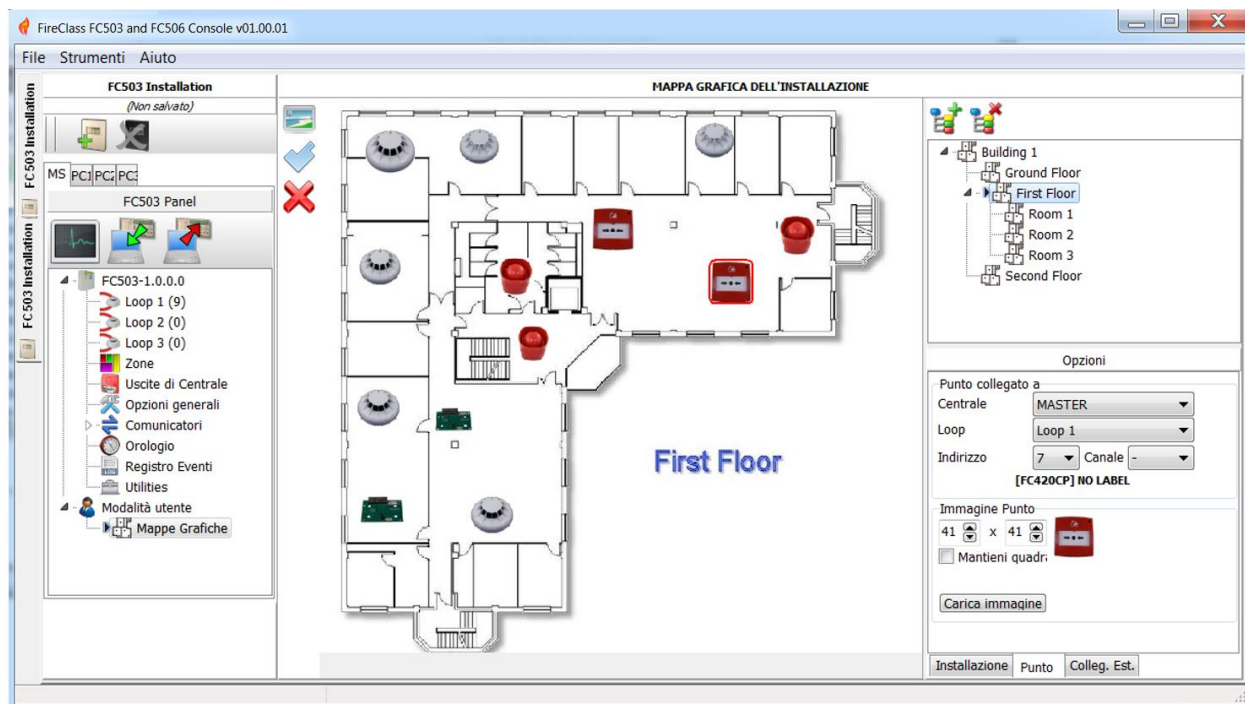 FireClass FC503 and FC506 Console v01.00.01
File Strumenti Aiuto
FC503 Installation
FC503 Installation
FC503 Installation
(Non salvato)
MS PC1 PC2 PC3
FC503 Panel
FC503-1.0.0.0
Loop 1 (9)
Loop 2 (0)
Loop 3 (0)
Zone
Uscite di Centrale
Opzioni generali
Comunicatori
Orologio
LOG
Registro Eventi
Utilities
Modalità utente
Mappe Grafiche
MAPPA GRAFICA DELL'INSTALLAZIONE
First Floor
Building 1
Ground Floor
First Floor
Room 1
Room 2
Room 3
Second Floor
Opzioni
Punto collegato a
Centrale MASTER
Loop Loop 1
Indirizzo 7 Canale -
[FC420CP] NO LABEL
Immagine Punto
41 x 41
Mantieni quadra
Carica immagine
Installazione Punto Colleg. Est.